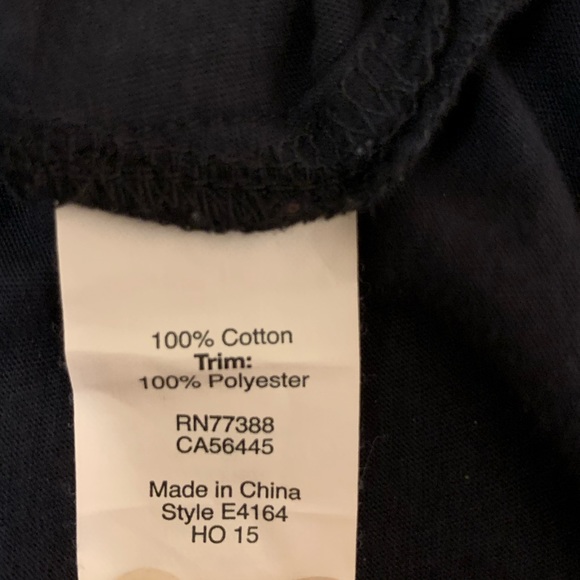 100% Cotton
Trim:
100% Polyester
RN77388
CA56445
Made in China
Style E4164
HO 15